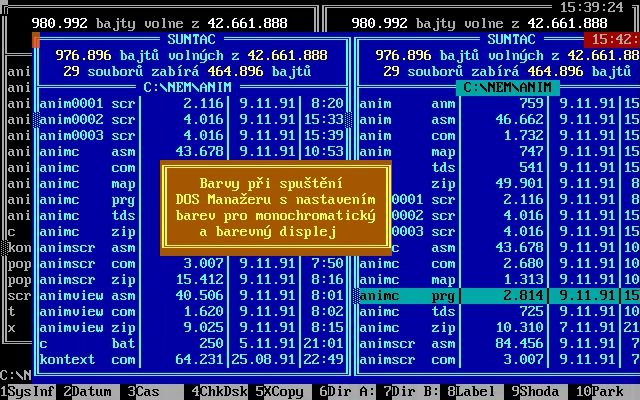 15:39:24
980.992 bajty volne z 42.661.888
980.992 bajty volne z 42.661.888
SUNTAC
SUNTAC
15:42:
976.896 bajtů volných z 42.661.888
976.896 bajtů volných z
29 souborů zabírá 464.896 bajtů
29 souborů zabírá 464.896
C:\NEM\ANIM
C:\NEM\ANIM
ani anim0001 scr 2.116 9.11.91 8:20
anim anm 759 9.11.91 15
ani anim0002 scr 4.016 9.11.91 15:33
anim asm 46.662 9.11.91 15
ani anim0003 scr 4.016 9.11.91 15:39
anim com 1.732 9.11.91 15
ani animc asm 43.678 9.11.91 10:53
anim map 747 9.11.91 15
ani animc com
tds 541 9.11.91 15
ani animc map
zip 49.901 9.11.91 15
ani animc prg
0001 scr 2.116 9.11.91 8
ani animc tds
0002 scr 4.016 9.11.91 15
c animc zip
0003 scr 4.016 9.11.91 15
Barvy při spuštění
DOS Manažeru s nastavením
barev pro monochromatický
a barevný displej
kon animscr asm
asm 43.678 9.11.91 10
pop animscr com 3.007 9.11.91 7:50
animc com 2.680 9.11.91 10
pop animscr zip 15.412 9.11.91 8:16
animc map 1.313 9.11.91 10
scr animview asm 40.506 9.11.91 8:01
animc prg 2.814 9.11.91 15
t animview com 1.620 9.11.91 8:02
animc tds 725 9.11.91 10
x animview zip 9.025 9.11.91 8:15
animc zip 10.310 7.11.91 21
c bat 250 5.11.91 21:01
animscr asm 84.456 9.11.91 8
kontext com 64.231 25.08.91 22:49
animscr com 3.007 9.11.91 7
C:\N
1SysInf 2Datum 3Cas 4ChkDsk 5XCopy 6Dir A: 7Dir B: 8Label 9Shoda 10Park